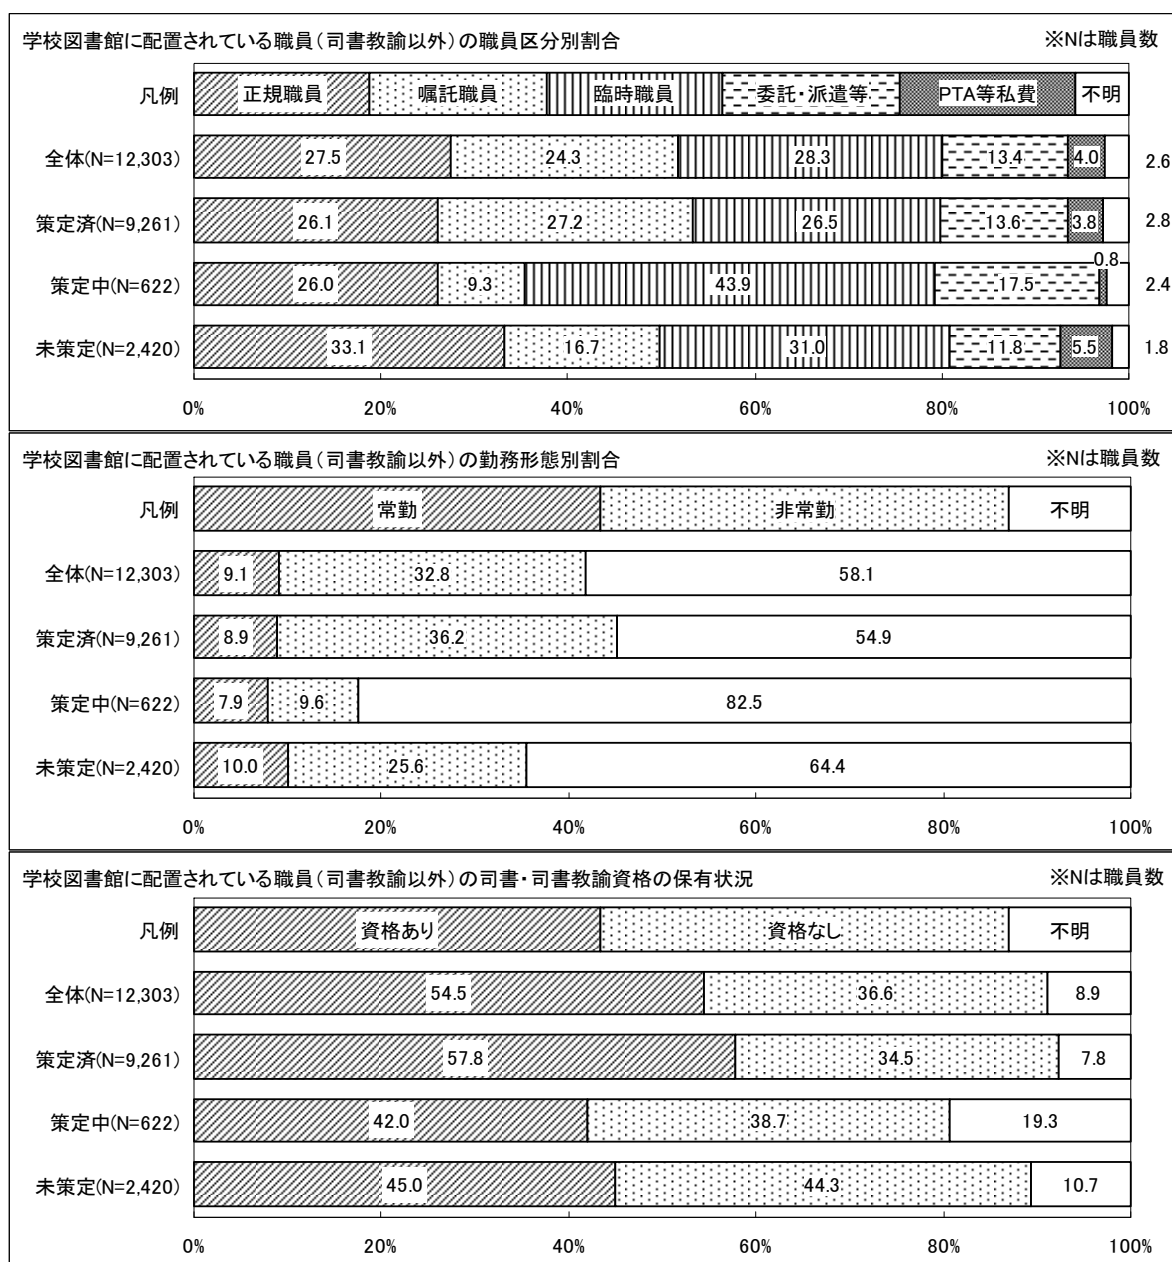 学校図書館に配置されている職員(司書教諭以外)の職員区分別割合 ※Nは職員数
凡例 正規職員 嘱託職員 臨時職員 委託・派遣等 PTA等私費 不明
全体(N=12,303) 27.5 24.3 28.3 13.4 4.0 2.6
策定済(N=9,261) 26.1 27.2 26.5 13.6 3.8 2.8
策定中(N=622) 26.0 9.3 43.9 17.5 0.8 2.4
未策定(N=2,420) 33.1 16.7 31.0 11.8 5.5 1.8
0% 20% 40% 60% 80% 100%
学校図書館に配置されている職員(司書教諭以外)の勤務形態別割合 ※Nは職員数
凡例 常勤 非常勤 不明
全体(N=12,303) 9.1 32.8 58.1
策定済(N=9,261) 8.9 36.2 54.9
策定中(N=622) 7.9 9.6 82.5
未策定(N=2,420) 10.0 25.6 64.4
0% 20% 40% 60% 80% 100%
学校図書館に配置されている職員(司書教諭以外)の司書・司書教諭資格の保有状況 ※Nは職員数
凡例 資格あり 資格なし 不明
全体(N=12,303) 54.5 36.6 8.9
策定済(N=9,261) 57.8 34.5 7.8
策定中(N=622) 42.0 38.7 19.3
未策定(N=2,420) 45.0 44.3 10.7
0% 20% 40% 60% 80% 100%